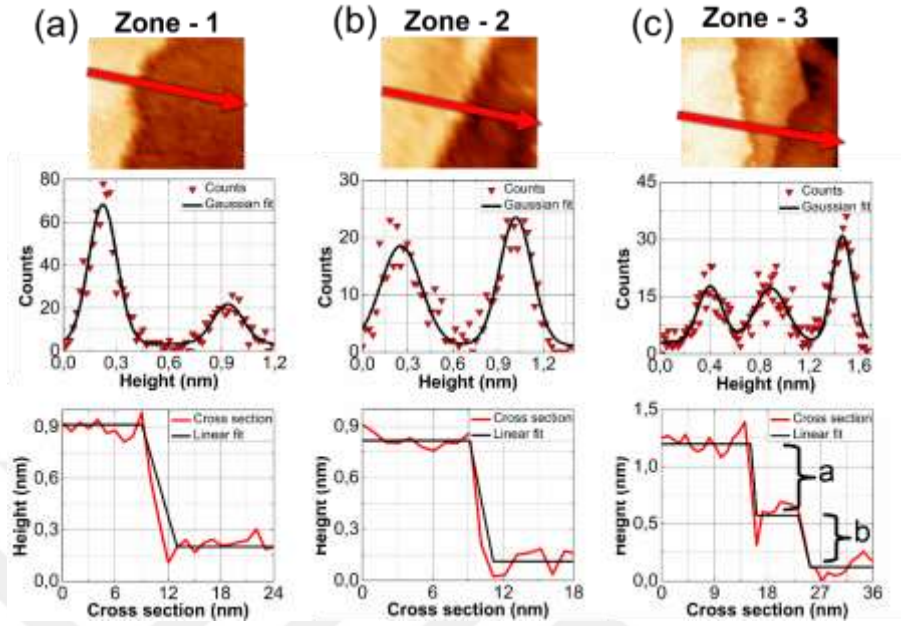 (a) Zone - 1
(b) Zone - 2
(c) Zone - 3
80
60
40
20
0
Counts
Counts
Gaussian fit
0,0 0,3 0,6 0,9 1,2
Height (nm)
30
20
10
0
Counts
Counts
Gaussian fit
0,0 0,3 0,6 0,9 1,2
Height (nm)
45
30
15
0
Counts
Counts
Gaussian fit
0,0 0,4 0,8 1,2 1,6
Height (nm)
0,9
0,6
0,3
0,0
Height (nm)
Cross section
Linear fit
0 6 12 18 24
Cross section (nm)
0,9
0,6
0,3
0,0
Height (nm)
Cross section
Linear fit
0 6 12 18
Cross section (nm)
1,5
1,0
0,5
0,0
Height (nm)
Cross section
Linear fit
a
b
0 9 18 27 36
Cross section (nm)